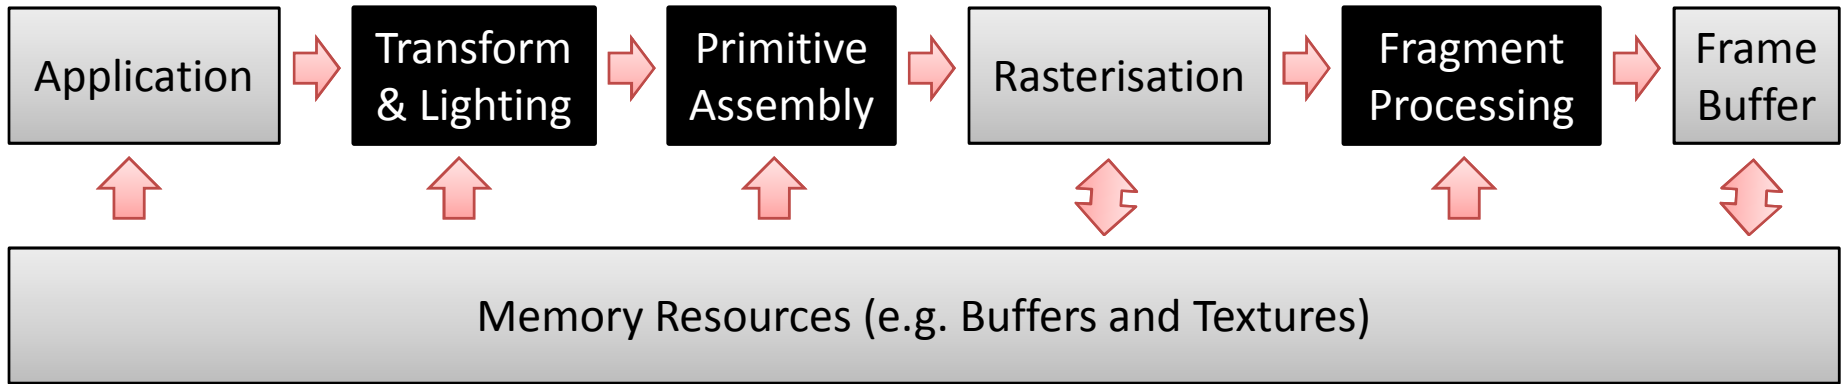 Application
Transform
& Lighting
Primitive
Assembly
Rasterisation
Fragment
Processing
Frame
Buffer
Memory Resources (e.g. Buffers and Textures)